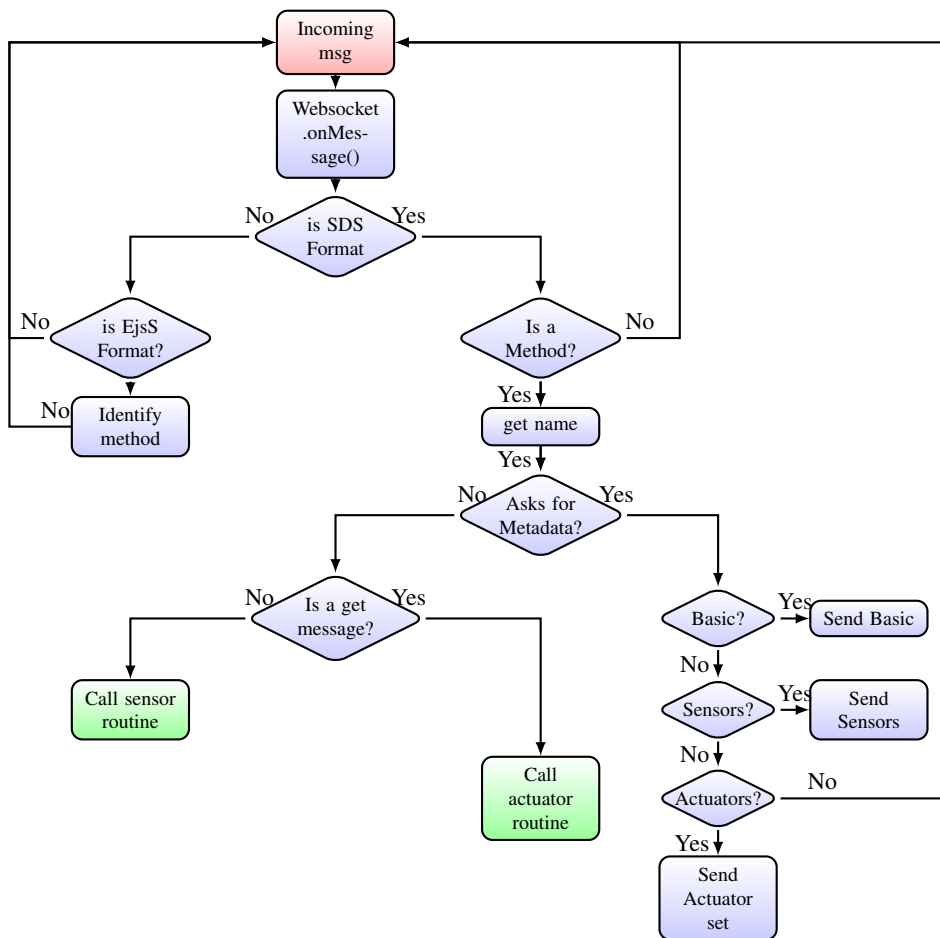 Incoming
msg
Websocket
.onMes-
sage()
No
Yes
is SDS
Format
No
is EjsS
Format?
Is a
Method?
No
No
Identify
method
Yes
get name
Yes
No
Asks for
Metadata?
Yes
No
Is a get
message?
Yes
Basic?
Yes
Send Basic
No
Call sensor
routine
Sensors?
Yes
Send
Sensors
No
Call
actuator
routine
Actuators?
No
Yes
Send
Actuator
set